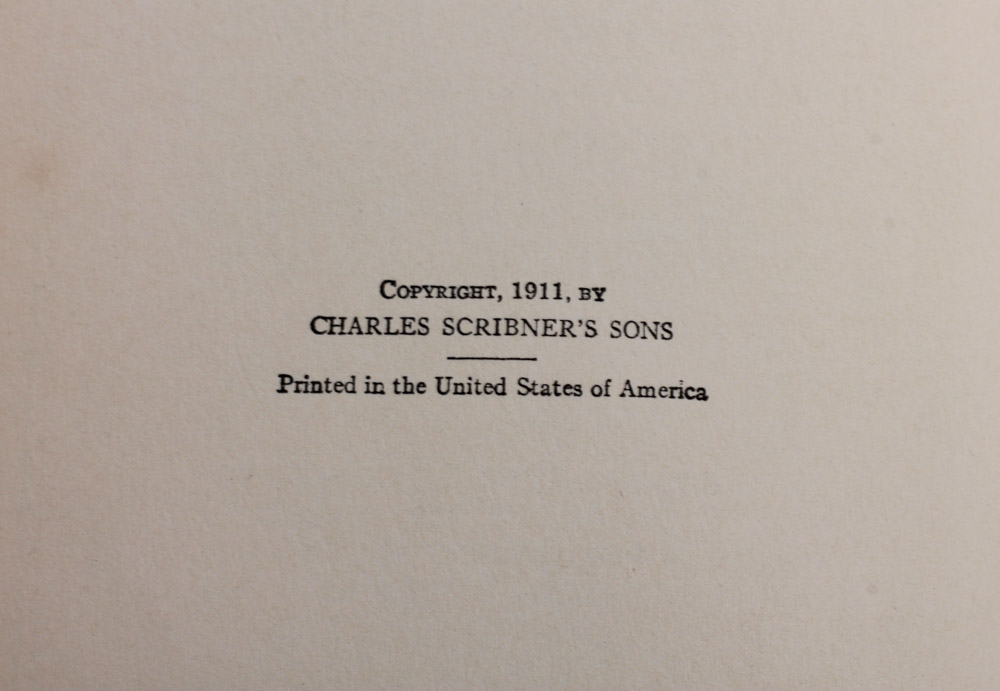 COPYRIGHT, 1911, BY
CHARLES SCRIBNER'S SONS
Printed in the United States of America